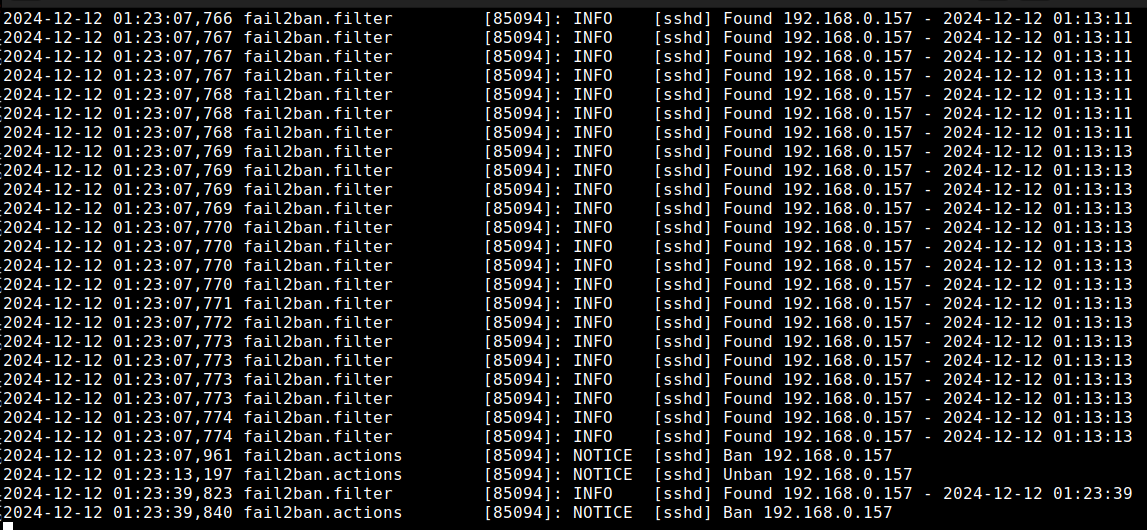 2024-12-12 01:23:07,766 fail2ban.filter         [85094]: INFO    [sshd] Found 192.168.0.157 - 2024-12-12 01:13:11
2024-12-12 01:23:07,767 fail2ban.filter         [85094]: INFO    [sshd] Found 192.168.0.157 - 2024-12-12 01:13:11
2024-12-12 01:23:07,767 fail2ban.filter         [85094]: INFO    [sshd] Found 192.168.0.157 - 2024-12-12 01:13:11
2024-12-12 01:23:07,767 fail2ban.filter         [85094]: INFO    [sshd] Found 192.168.0.157 - 2024-12-12 01:13:11
2024-12-12 01:23:07,768 fail2ban.filter         [85094]: INFO    [sshd] Found 192.168.0.157 - 2024-12-12 01:13:11
2024-12-12 01:23:07,768 fail2ban.filter         [85094]: INFO    [sshd] Found 192.168.0.157 - 2024-12-12 01:13:11
2024-12-12 01:23:07,768 fail2ban.filter         [85094]: INFO    [sshd] Found 192.168.0.157 - 2024-12-12 01:13:11
2024-12-12 01:23:07,769 fail2ban.filter         [85094]: INFO    [sshd] Found 192.168.0.157 - 2024-12-12 01:13:13
2024-12-12 01:23:07,769 fail2ban.filter         [85094]: INFO    [sshd] Found 192.168.0.157 - 2024-12-12 01:13:13
2024-12-12 01:23:07,769 fail2ban.filter         [85094]: INFO    [sshd] Found 192.168.0.157 - 2024-12-12 01:13:13
2024-12-12 01:23:07,769 fail2ban.filter         [85094]: INFO    [sshd] Found 192.168.0.157 - 2024-12-12 01:13:13
2024-12-12 01:23:07,770 fail2ban.filter         [85094]: INFO    [sshd] Found 192.168.0.157 - 2024-12-12 01:13:13
2024-12-12 01:23:07,770 fail2ban.filter         [85094]: INFO    [sshd] Found 192.168.0.157 - 2024-12-12 01:13:13
2024-12-12 01:23:07,770 fail2ban.filter         [85094]: INFO    [sshd] Found 192.168.0.157 - 2024-12-12 01:13:13
2024-12-12 01:23:07,770 fail2ban.filter         [85094]: INFO    [sshd] Found 192.168.0.157 - 2024-12-12 01:13:13
2024-12-12 01:23:07,771 fail2ban.filter         [85094]: INFO    [sshd] Found 192.168.0.157 - 2024-12-12 01:13:13
2024-12-12 01:23:07,772 fail2ban.filter         [85094]: INFO    [sshd] Found 192.168.0.157 - 2024-12-12 01:13:13
2024-12-12 01:23:07,773 fail2ban.filter         [85094]: INFO    [sshd] Found 192.168.0.157 - 2024-12-12 01:13:13
2024-12-12 01:23:07,773 fail2ban.filter         [85094]: INFO    [sshd] Found 192.168.0.157 - 2024-12-12 01:13:13
2024-12-12 01:23:07,773 fail2ban.filter         [85094]: INFO    [sshd] Found 192.168.0.157 - 2024-12-12 01:13:13
2024-12-12 01:23:07,773 fail2ban.filter         [85094]: INFO    [sshd] Found 192.168.0.157 - 2024-12-12 01:13:13
2024-12-12 01:23:07,774 fail2ban.filter         [85094]: INFO    [sshd] Found 192.168.0.157 - 2024-12-12 01:13:13
2024-12-12 01:23:07,774 fail2ban.filter         [85094]: INFO    [sshd] Found 192.168.0.157 - 2024-12-12 01:13:13
2024-12-12 01:23:07,961 fail2ban.actions        [85094]: NOTICE  [sshd] Ban 192.168.0.157
2024-12-12 01:23:13,197 fail2ban.actions        [85094]: NOTICE  [sshd] Unban 192.168.0.157
2024-12-12 01:23:39,823 fail2ban.filter         [85094]: INFO    [sshd] Found 192.168.0.157 - 2024-12-12 01:23:39
2024-12-12 01:23:39,840 fail2ban.actions        [85094]: NOTICE  [sshd] Ban 192.168.0.157